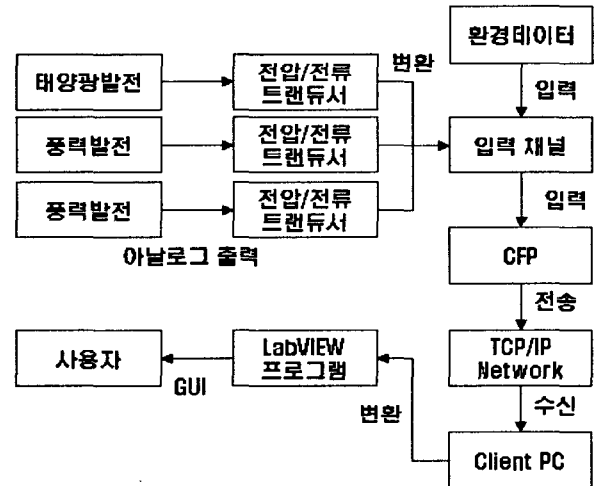 환경데이터
태양광발전
전압/전류
트랜듀서
변환
입력
풍력발전
전압/전류
트랜듀서
입력 채널
풍력발전
전압/전류
트랜듀서
입력
아날로그 출력
CFP
전송
사용자
GUI
LabVIEW
프로그램
TCP/IP
Network
변환
수신
Client PC